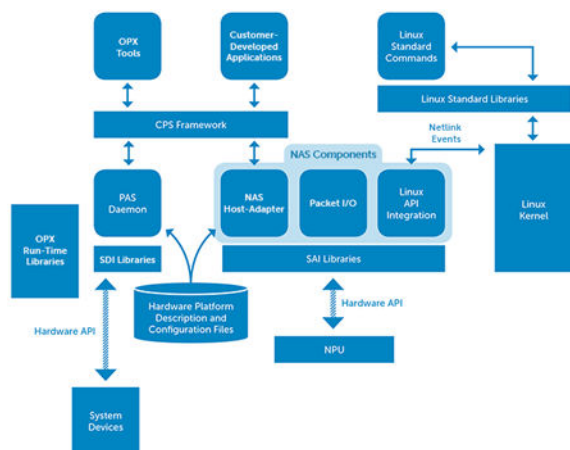 OPX
Tools
Customer-
Developed
Applications
Linux
Standard
Commands
CPS Framework
Linux Standard Libraries
Netlink
Events
NAS Components
PAS
Daemon
NAS
Host-Adapter
Packet I/O
Linux
API
Integration
Linux
Kernel
OPX
Run-Time
Libraries
SDI Libraries
SAI Libraries
Hardware API
Hardware Platform
Description and
Configuration Files
Hardware API
NPU
System
Devices